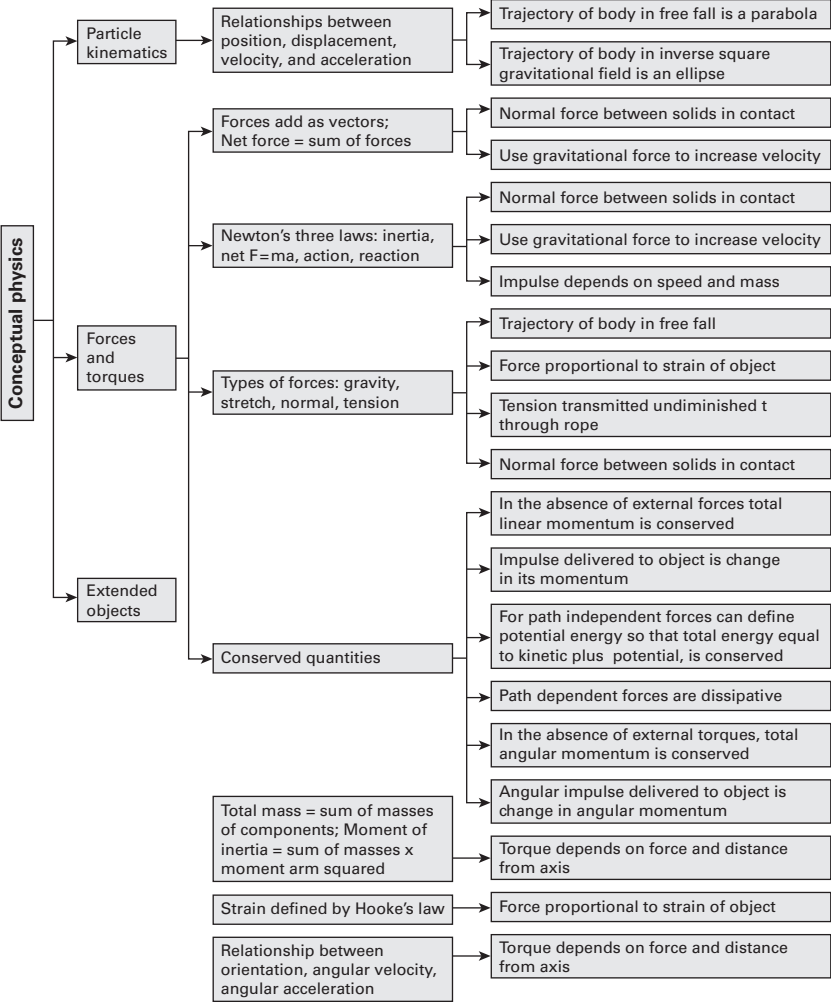 Conceptual physics
Particle
kinematics
Relationships between
position, displacement,
velocity, and acceleration
Trajectory of body in free fall is a parabola
Trajectory of body in inverse square
gravitational field is an ellipse
Forces
and
torques
Forces add as vectors;
Net force = sum of forces
Normal force between solids in contact
Use gravitational force to increase velocity
Newton's three laws: inertia,
net F=ma, action, reaction
Normal force between solids in contact
Use gravitational force to increase velocity
Impulse depends on speed and mass
Types of forces: gravity,
stretch, normal, tension
Trajectory of body in free fall
Force proportional to strain of object
Tension transmitted undiminished t
through rope
Normal force between solids in contact
Conserved quantities
In the absence of external forces total
linear momentum is conserved
Impulse delivered to object is change
in its momentum
For path independent forces can define
potential energy so that total energy equal
to kinetic plus potential, is conserved
Path dependent forces are dissipative
In the absence of external torques, total
angular momentum is conserved
Angular impulse delivered to object is
change in angular momentum
Extended
objects
Total mass = sum of masses
of components; Moment of
inertia = sum of masses x
moment arm squared
Torque depends on force and distance
from axis
Strain defined by Hooke's law
Force proportional to strain of object
Relationship between
orientation, angular velocity,
angular acceleration
Torque depends on force and distance
from axis